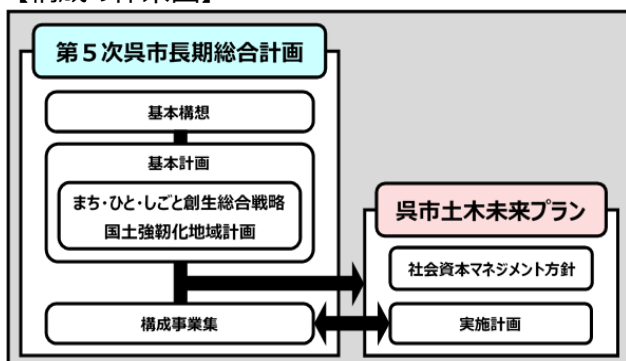 第５次呉市長期総合計画
基本構想
基本計画
まち・ひと・しごと創生総合戦略
国土強靭化地域計画
構成事業集
呉市土木未来プラン
社会資本マネジメント方針
実施計画